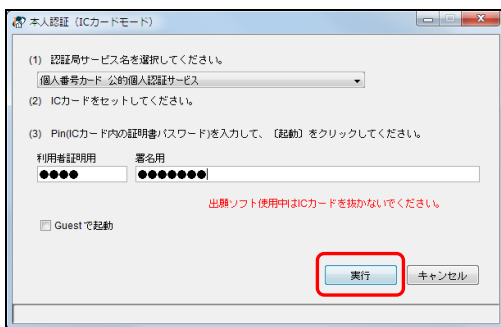 本人認証（ICカードモード）
(1) 認証局サービス名を選択してください。
個人番号カード 公的個人認証サービス
(2) ICカードをセットしてください。
(3) Pin(ICカード内の証明書パスワード)を入力して、〔起動〕をクリックしてください。
利用者証明用 署名用
●●●● ●●●●●●●
出願ソフト使用中はICカードを抜かないでください。
Guestで起動
実行 キャンセル